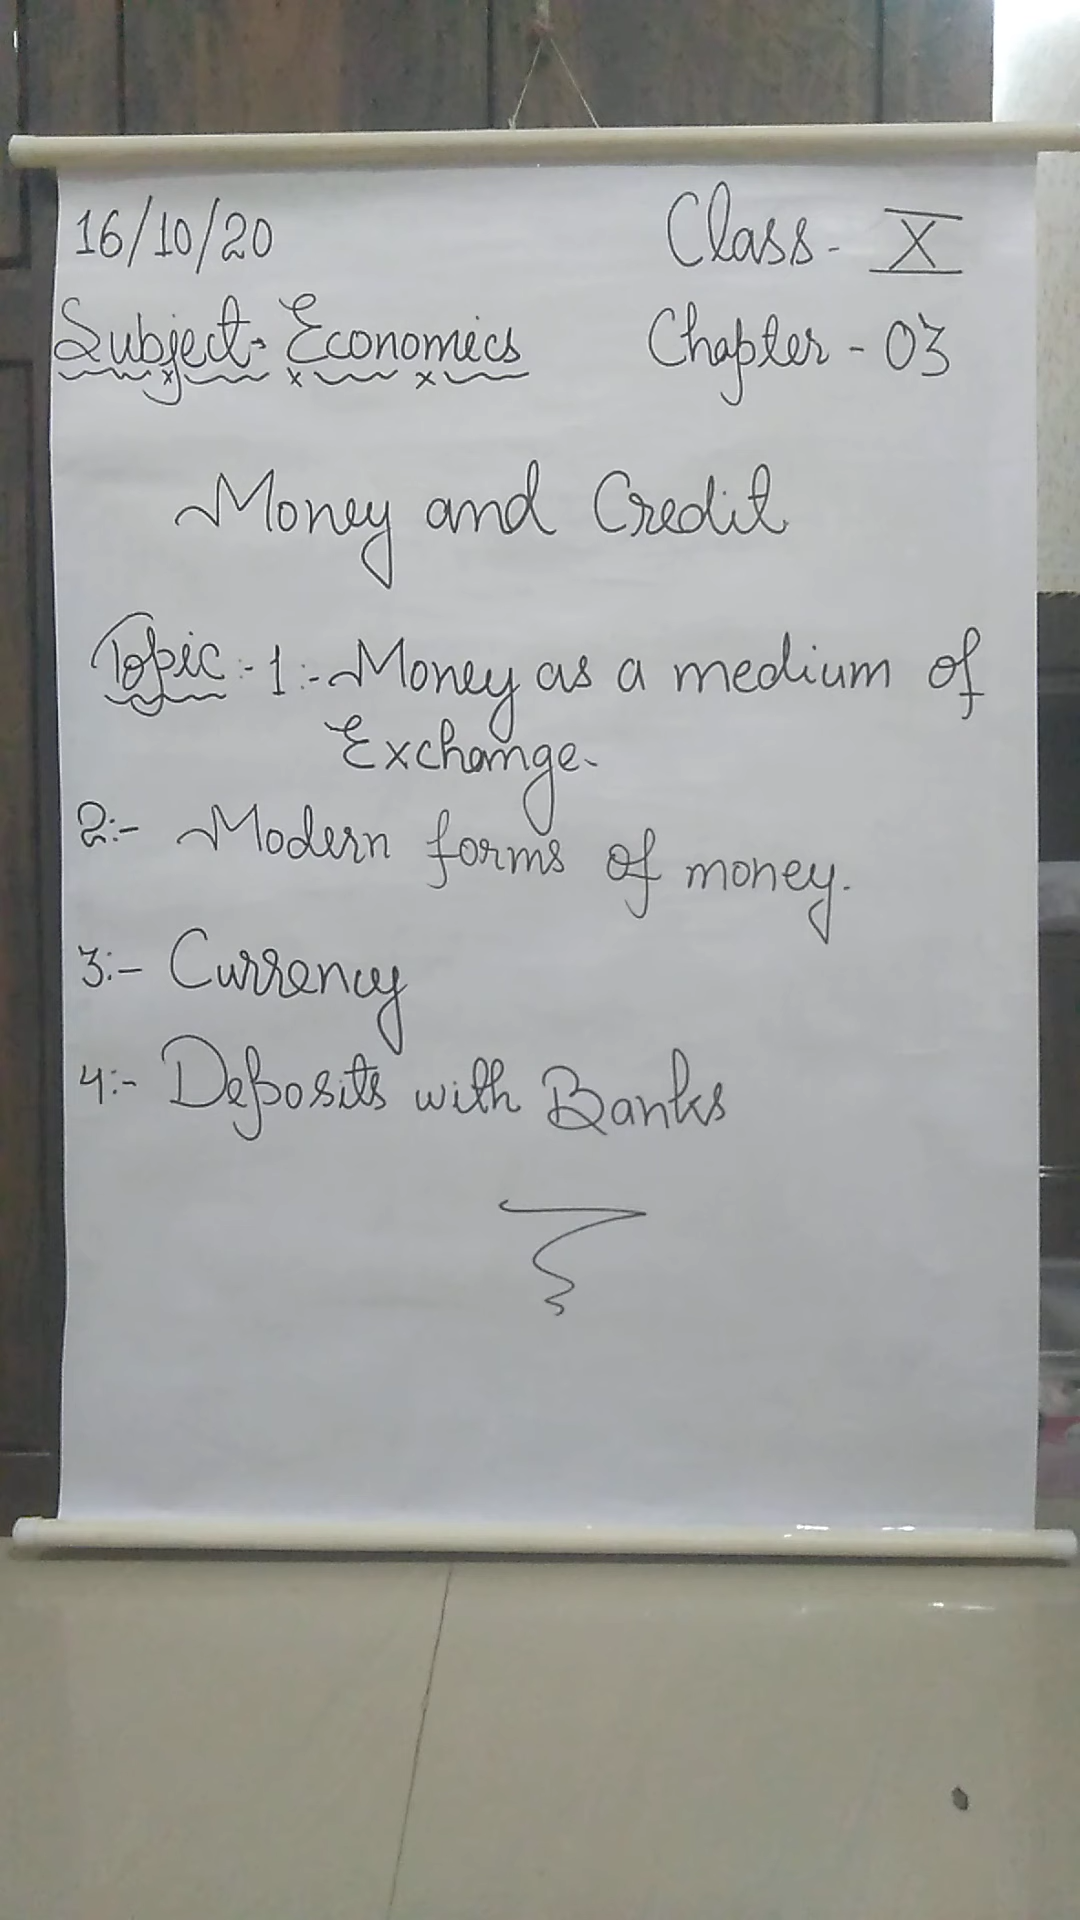 16/10/20 Class - X
Subject - Economics Chapter - 03
Money and Credit
Topic :- 1 :- Money as a medium of
Exchange.
2:- Modern forms of money.
3:- Currency
4:- Deposits with Banks